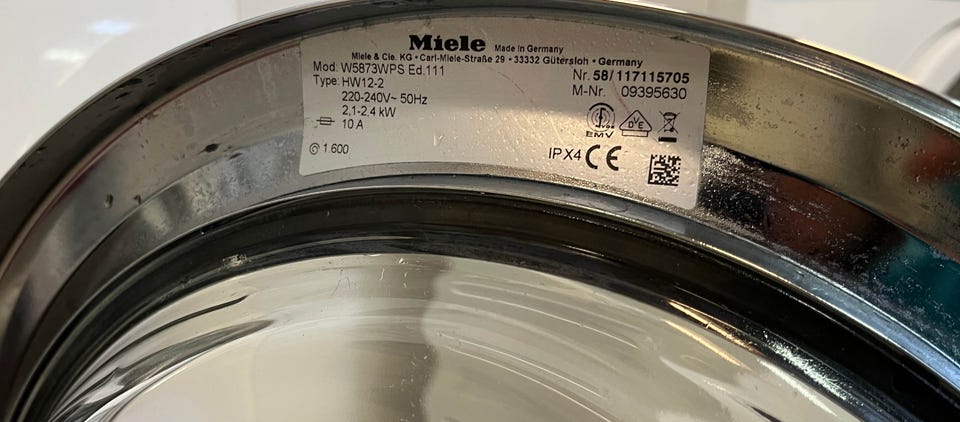 Miele Made in Germany
Miele & Cie. KG • Carl-Miele-Straße 29 • 33332 Gütersloh • Germany
Mod: W5873WPS Ed.111
Type: HW12-2
220-240V~ 50Hz
2,1-2,4 kW
10 A
1.600
Nr. 58/117115705
M-Nr. 09395630
EMV
VDE
IPX4 CE